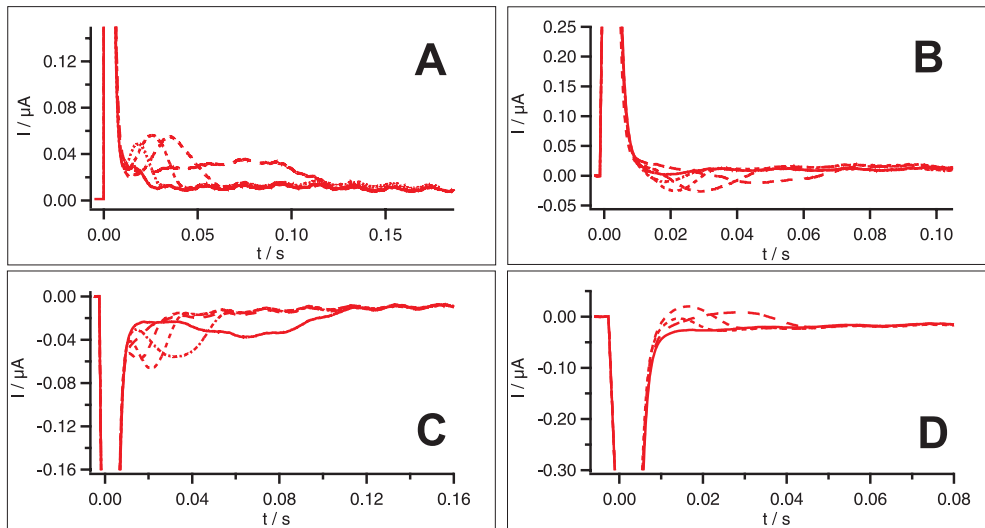 A
I / µA
0.12
0.08
0.04
0.00
0.00 0.05 0.10 0.15
t / s
B
I / µA
0.25
0.20
0.15
0.10
0.05
0.00
-0.05
0.00 0.02 0.04 0.06 0.08 0.10
t / s
C
I / µA
0.00
-0.04
-0.08
-0.12
-0.16
0.00 0.04 0.08 0.12 0.16
t / s
D
I / µA
0.00
-0.10
-0.20
-0.30
0.00 0.02 0.04 0.06 0.08
t / s